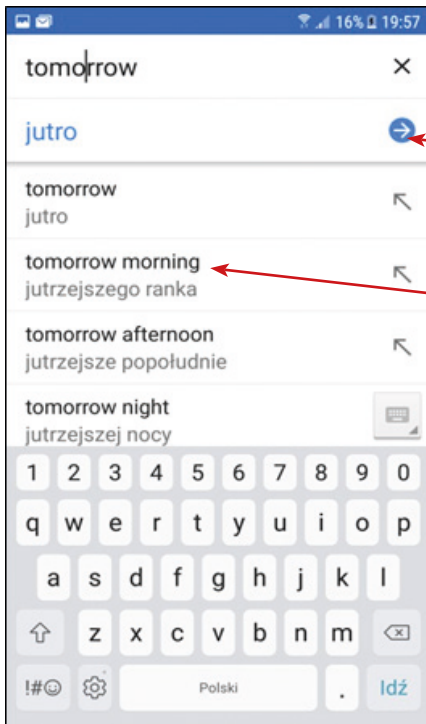 16% 19:57
tomorrow
jutro
tomorrow
jutro
tomorrow morning
jutrzejszego ranka
tomorrow afternoon
jutrzejsze popołudnie
tomorrow night
jutrzejszej nocy
1 2 3 4 5 6 7 8 9 0
q w e r t y u i o p
a s d f g h j k l
z x c v b n m
!#☺ Polski . Idź